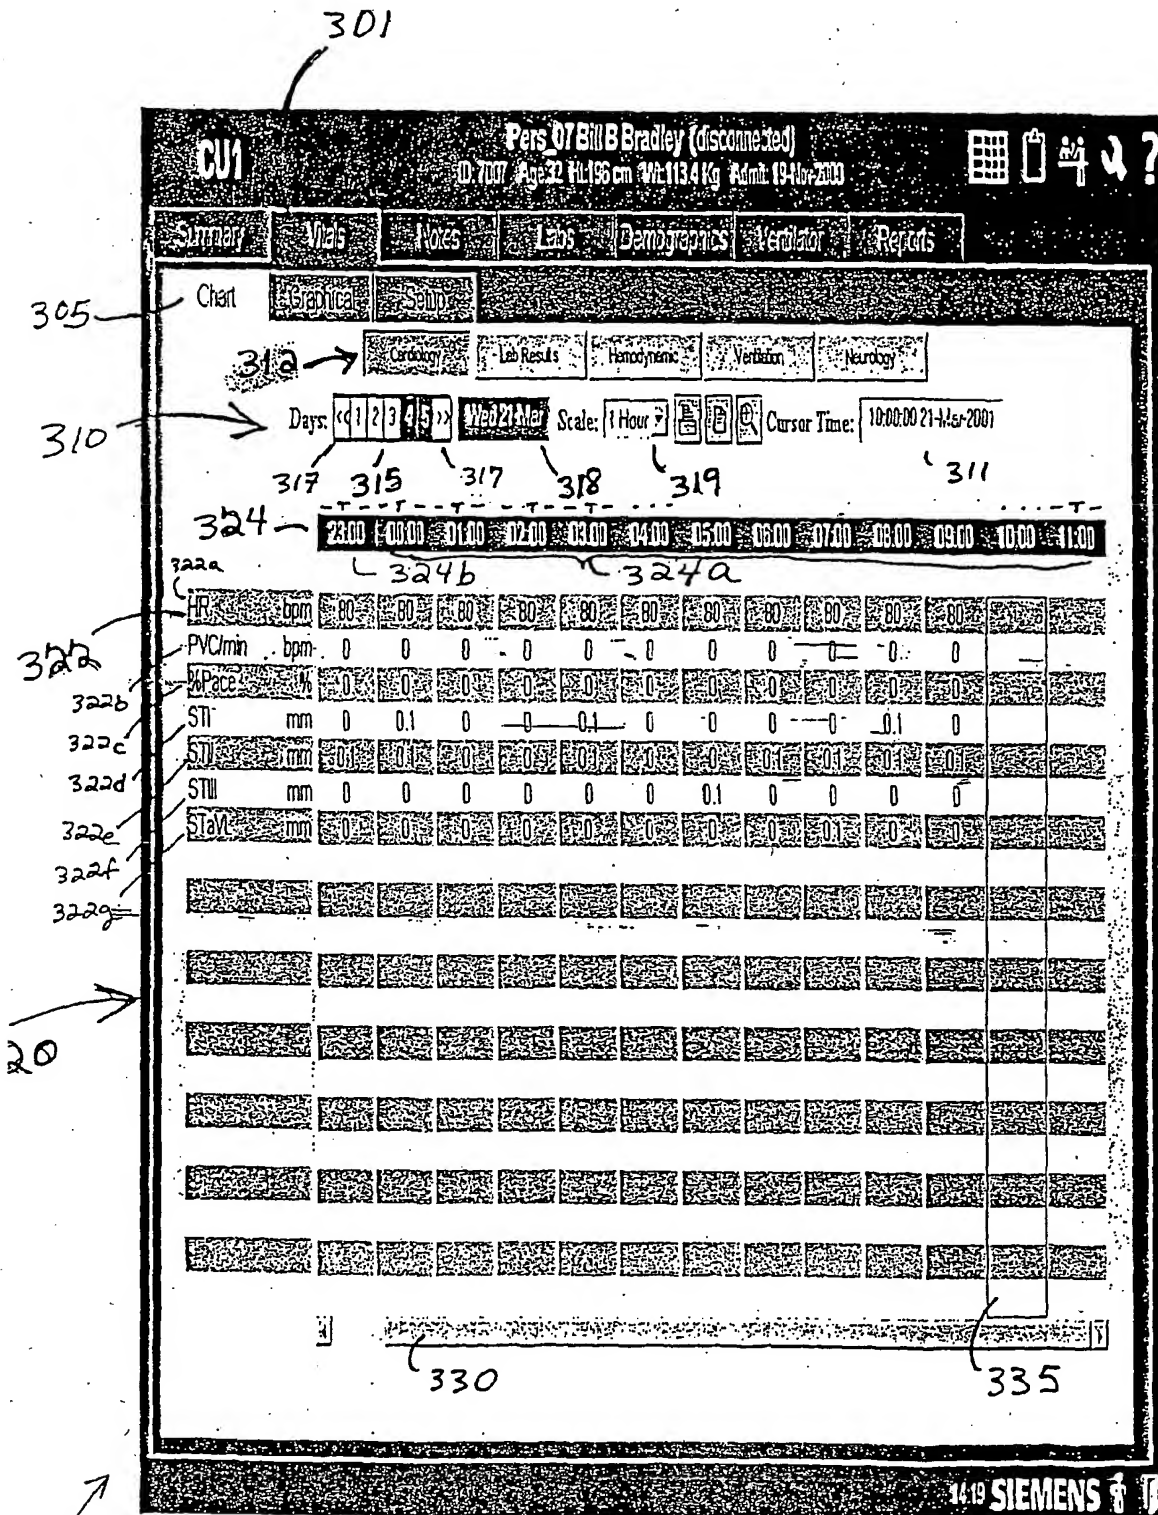 301
CU1
Pers_07 Bill B Bradley (disconnected)
ID: 7007 Age: 32 Ht: 196 cm Wt: 113.4 Kg Admit: 19-Nov-2000
?
Summary Vitals Notes Labs Demographics Ventilator Reports
305 Chart Graphical Setup
312 Cardiology Lab Results Hemodynamic Ventilation Neurology
310 Days: << 1 2 3 4 5 >> Wed 21 Mar Scale: 1 Hour Cursor Time: 10:00:00 21-Mar-2001
317 315 317 318 319 311
324 23:00 00:00 01:00 02:00 03:00 04:00 05:00 06:00 07:00 08:00 09:00 10:00 11:00
324b 324a
322a
322 HR bpm 80 80 80 80 80 80 80 80 80 80 80
322b PVC/min bpm 0 0 0 0 0 0 0 0 0 0 0
322c %Pace % 0 0 0 0 0 0 0 0 0 0 0
322d STI mm 0 0.1 0 0 0.1 0 0 0 0 0.1 0
322e STII mm 0.1 0.1 0 0 0.1 0 0 0.1 0.1 0.1 0.1
322f STIII mm 0 0 0 0 0 0 0.1 0 0 0 0
322g STaVL mm 0 0 0 0 0 0 0 0 0.1 0 0
20
330 335
14:19 SIEMENS